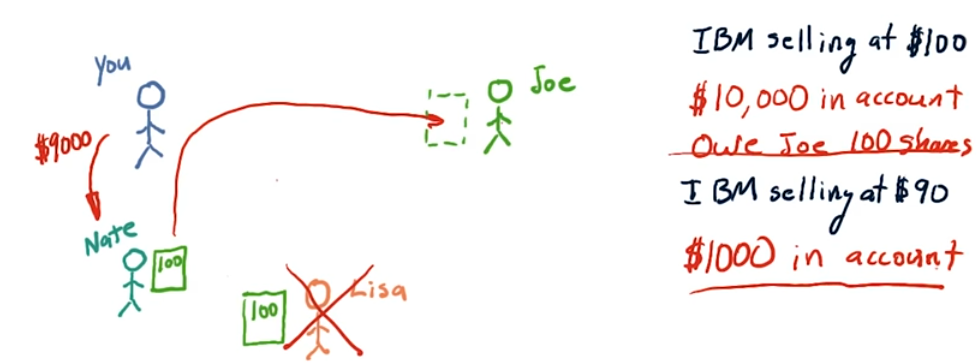 You
Joe
$9000
Nate
100
100
Lisa
IBM selling at $100
$10,000 in account
Owe Joe 100 shares
IBM selling at $90
$1000 in account